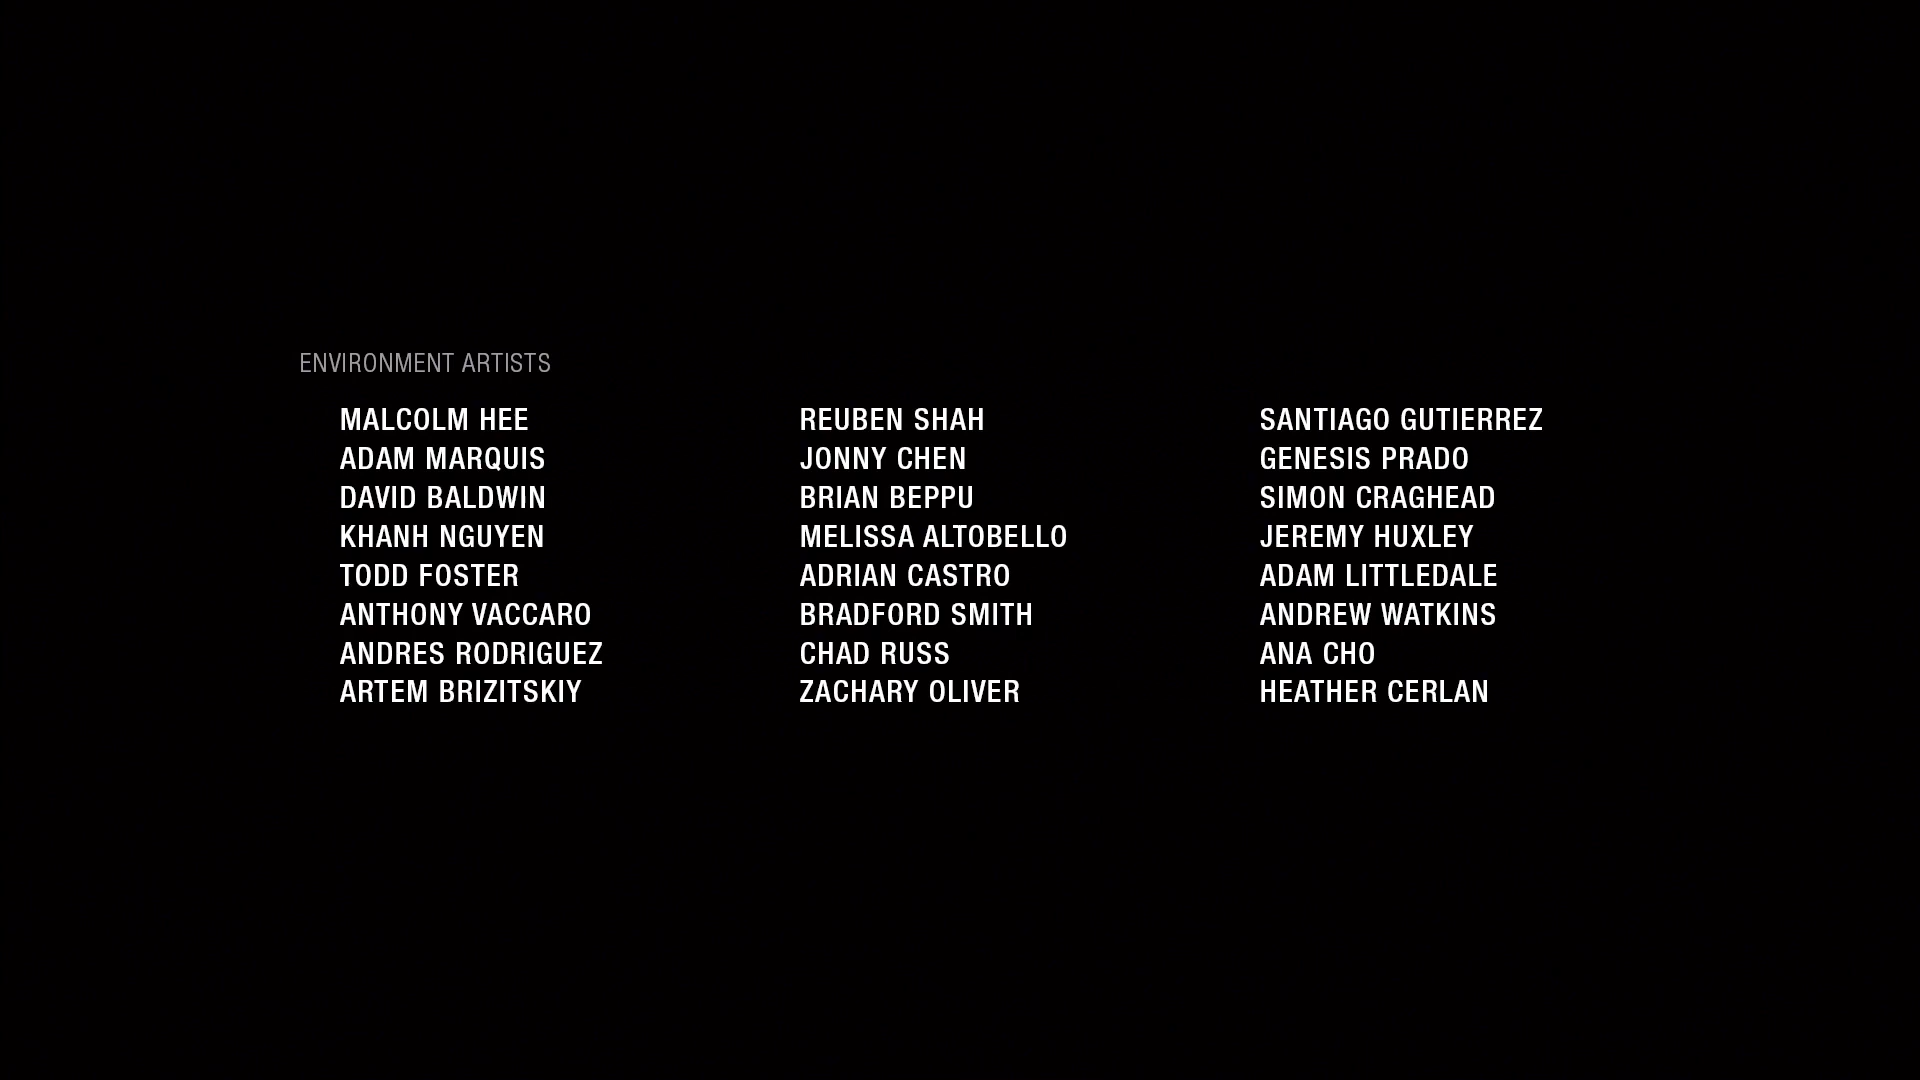 ENVIRONMENT ARTISTS
MALCOLM HEE
ADAM MARQUIS
DAVID BALDWIN
KHANH NGUYEN
TODD FOSTER
ANTHONY VACCARO
ANDRES RODRIGUEZ
ARTEM BRIZITSKIY
REUBEN SHAH
JONNY CHEN
BRIAN BEPPU
MELISSA ALTOBELLO
ADRIAN CASTRO
BRADFORD SMITH
CHAD RUSS
ZACHARY OLIVER
SANTIAGO GUTIERREZ
GENESIS PRADO
SIMON CRAGHEAD
JEREMY HUXLEY
ADAM LITTLEDALE
ANDREW WATKINS
ANA CHO
HEATHER CERLAN